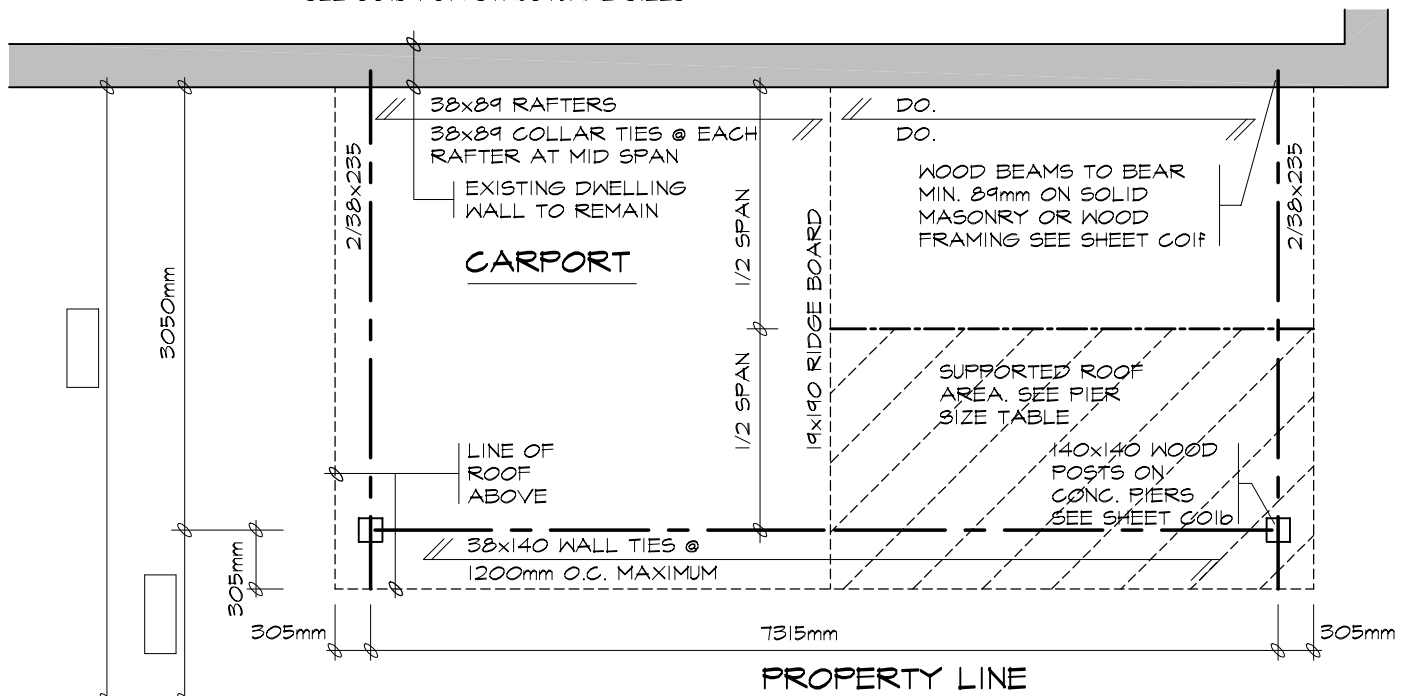 38x89 RAFTERS
38x89 COLLAR TIES @ EACH
RAFTER AT MID SPAN
EXISTING DWELLING
WALL TO REMAIN
CARPORT
2/38x235
3050mm
1/2 SPAN
1/2 SPAN
19x190 RIDGE BOARD
DO.
DO.
WOOD BEAMS TO BEAR
MIN. 89mm ON SOLID
MASONRY OR WOOD
FRAMING SEE SHEET C01f
2/38x235
SUPPORTED ROOF
AREA. SEE PIER
SIZE TABLE
LINE OF
ROOF
ABOVE
140x140 WOOD
POSTS ON
CONC. PIERS
SEE SHEET C01b
38x140 WALL TIES @
1200mm O.C. MAXIMUM
305mm
305mm
7315mm
305mm
PROPERTY LINE